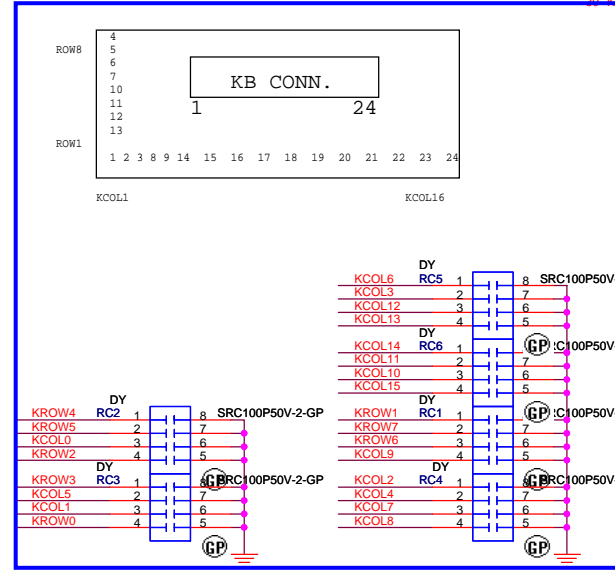 4
ROW8 5
6
7
10
11
12
13
ROW1
KB CONN.
1 24
1 2 3 8 9 14 15 16 17 18 19 20 21 22 23 24
KCOL1 KCOL16
DY
KCOL6 RC5 1 8 SRC100P50V-
KCOL3 2 7
KCOL12 3 6
KCOL13 4 5
DY
KCOL14 RC6 1 GP C100P50V-
KCOL11 2 7
KCOL10 3 6
KCOL15 4 5
DY
KROW1 RC1 1 GP C100P50V-
KROW7 2 7
KROW6 3 6
KCOL9 4 5
DY
KCOL2 RC4 1 8 GP RC100P50V-
KCOL4 2 7
KCOL7 3 6
KCOL8 4 5
GP
DY
KROW4 RC2 1 8 SRC100P50V-2-GP
KROW5 2 7
KCOL0 3 6
KROW2 4 5
DY
KROW3 RC3 1 8 GP RC100P50V-2-GP
KCOL5 2 7
KCOL1 3 6
KROW0 4 5
GP